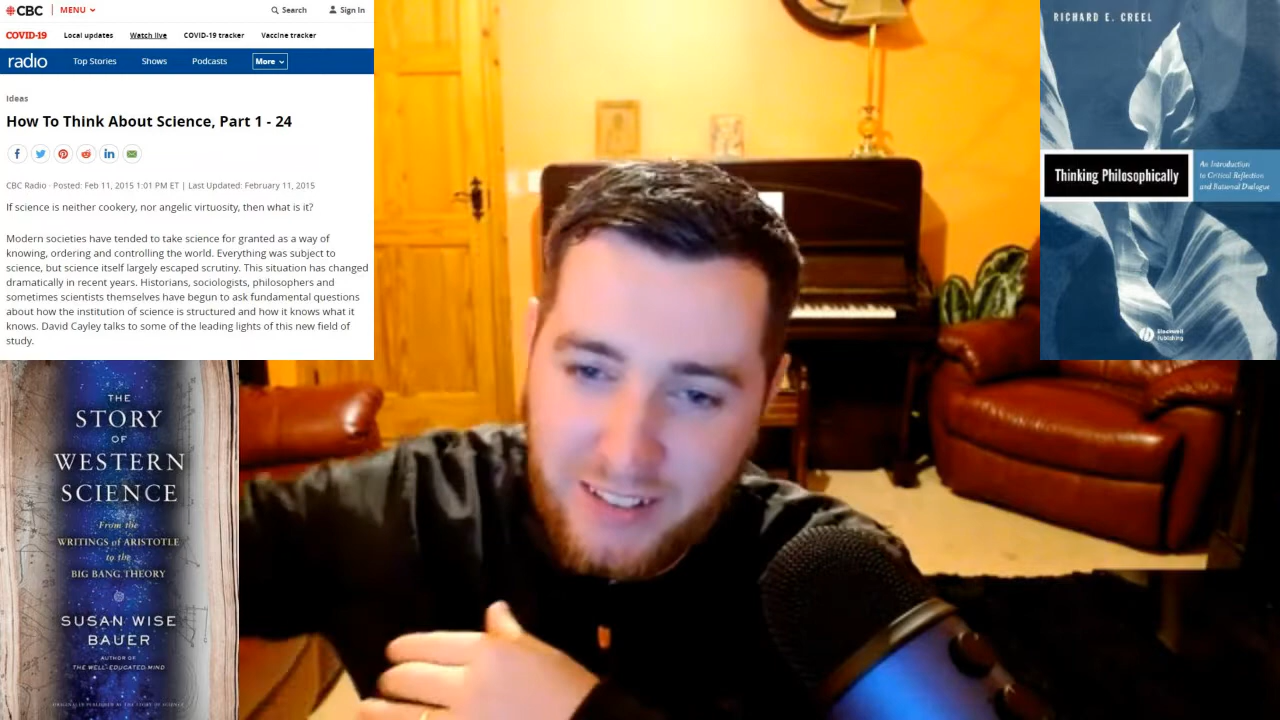 CBC
MENU
Search
Sign In
COVID-19
Local updates
Watch live
COVID-19 tracker
Vaccine tracker
radio
Top Stories
Shows
Podcasts
More
Ideas
How To Think About Science, Part 1 - 24
CBC Radio · Posted: Feb 11, 2015 1:01 PM ET | Last Updated: February 11, 2015
If science is neither cookery, nor angelic virtuosity, then what is it?
Modern societies have tended to take science for granted as a way of
knowing, ordering and controlling the world. Everything was subject to
science, but science itself largely escaped scrutiny. This situation has changed
dramatically in recent years. Historians, sociologists, philosophers and
sometimes scientists themselves have begun to ask fundamental questions
about how the institution of science is structured and how it knows what it
knows. David Cayley talks to some of the leading lights of this new field of
study.
THE
STORY
OF
WESTERN
SCIENCE
From the
WRITINGS of ARISTOTLE
to the
BIG BANG THEORY
SUSAN WISE
BAUER
AUTHOR OF
THE WELL-EDUCATED MIND
ORIGINALLY PUBLISHED AS THE STORY OF SCIENCE
RICHARD E. CREEL
Thinking Philosophically
An Introduction
to Critical Reflection
and Rational Dialogue
Blackwell
Publishing